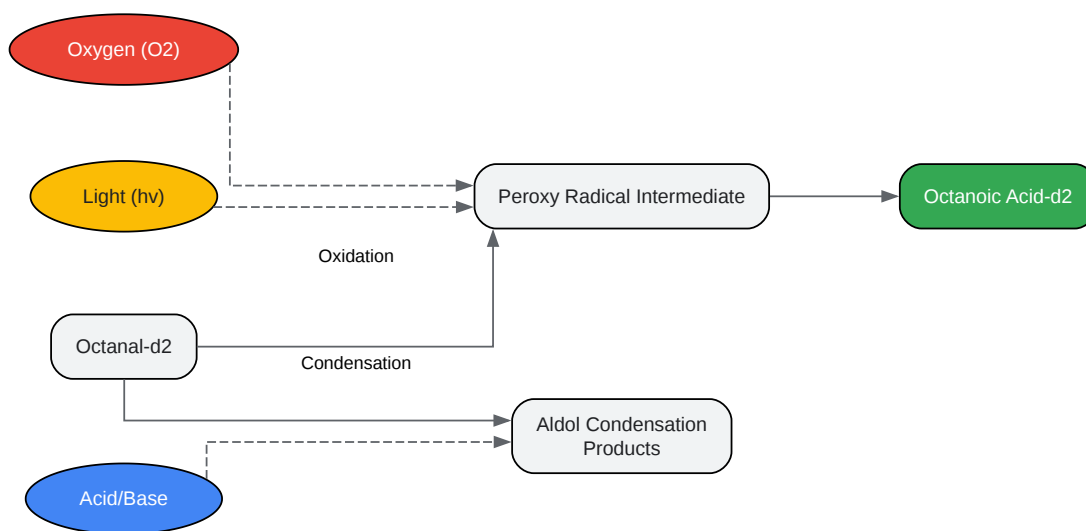 Oxygen (O2)
Light (hv)
Peroxy Radical Intermediate
Octanoic Acid-d2
Oxidation
Octanal-d2
Condensation
Aldol Condensation
Products
Acid/Base